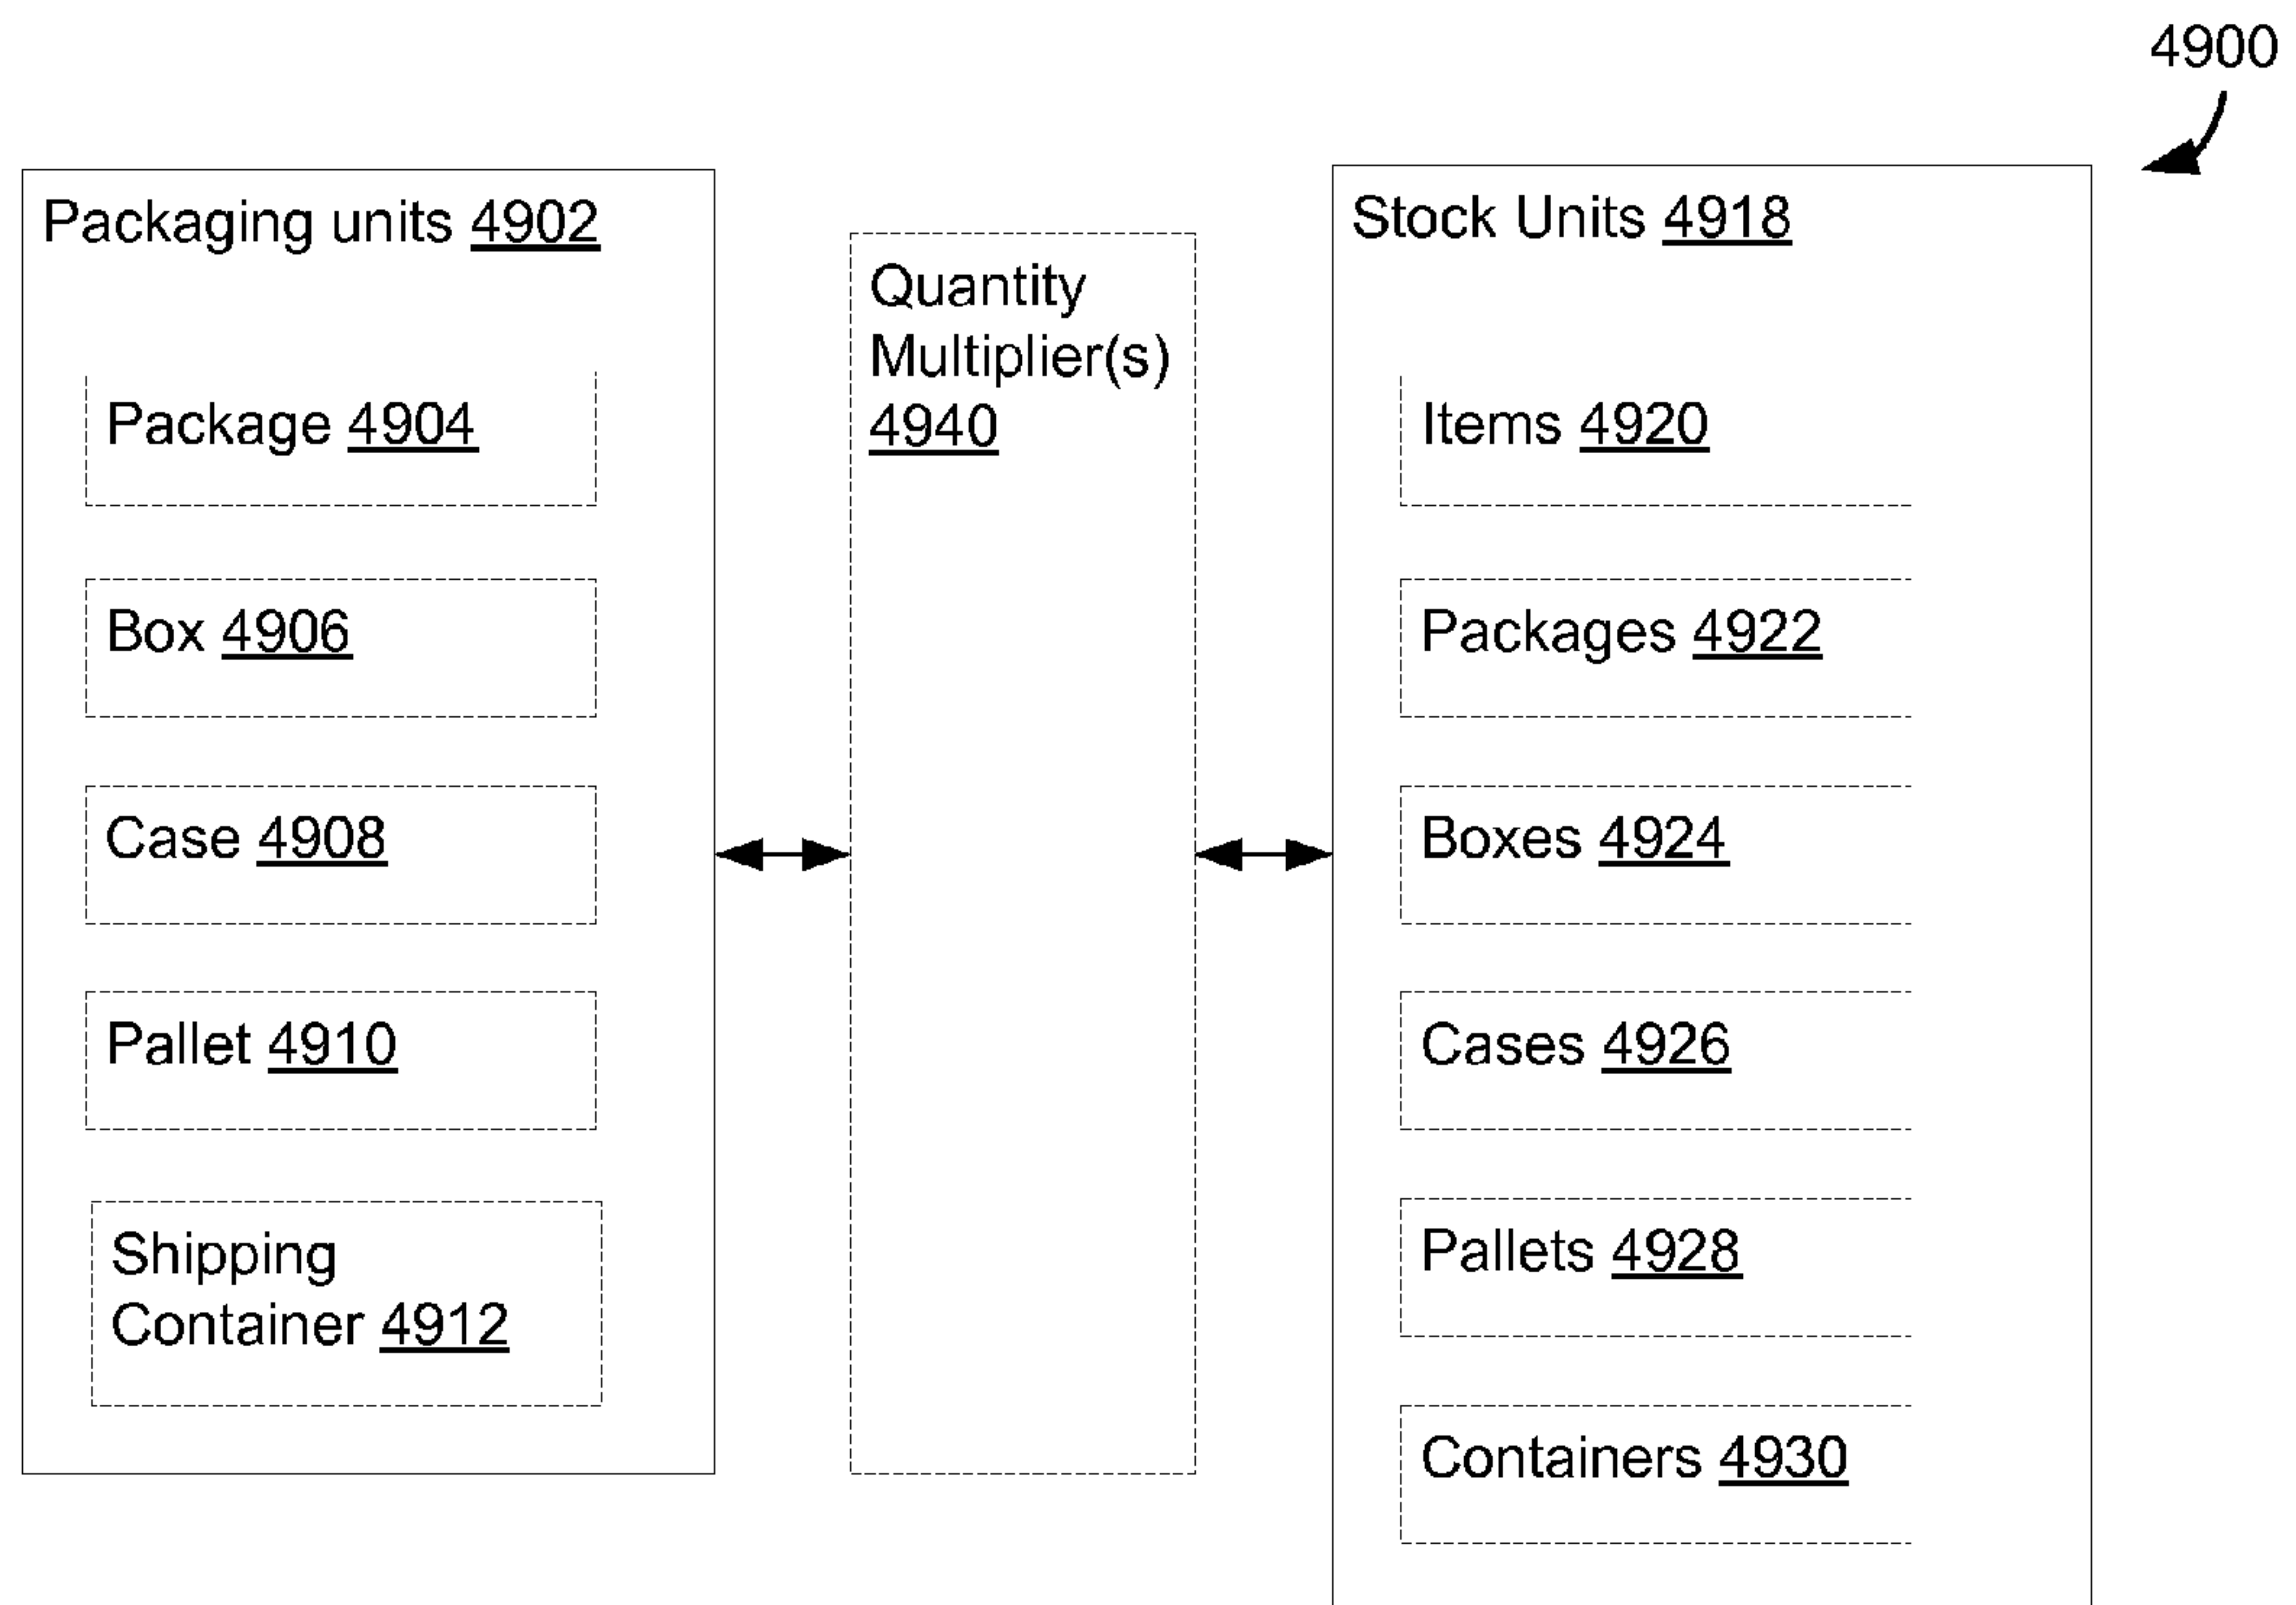 4900
Packaging units 4902
Package 4904
Box 4906
Case 4908
Pallet 4910
Shipping
Container 4912
Quantity
Multiplier(s)
4940
Stock Units 4918
Items 4920
Packages 4922
Boxes 4924
Cases 4926
Pallets 4928
Containers 4930